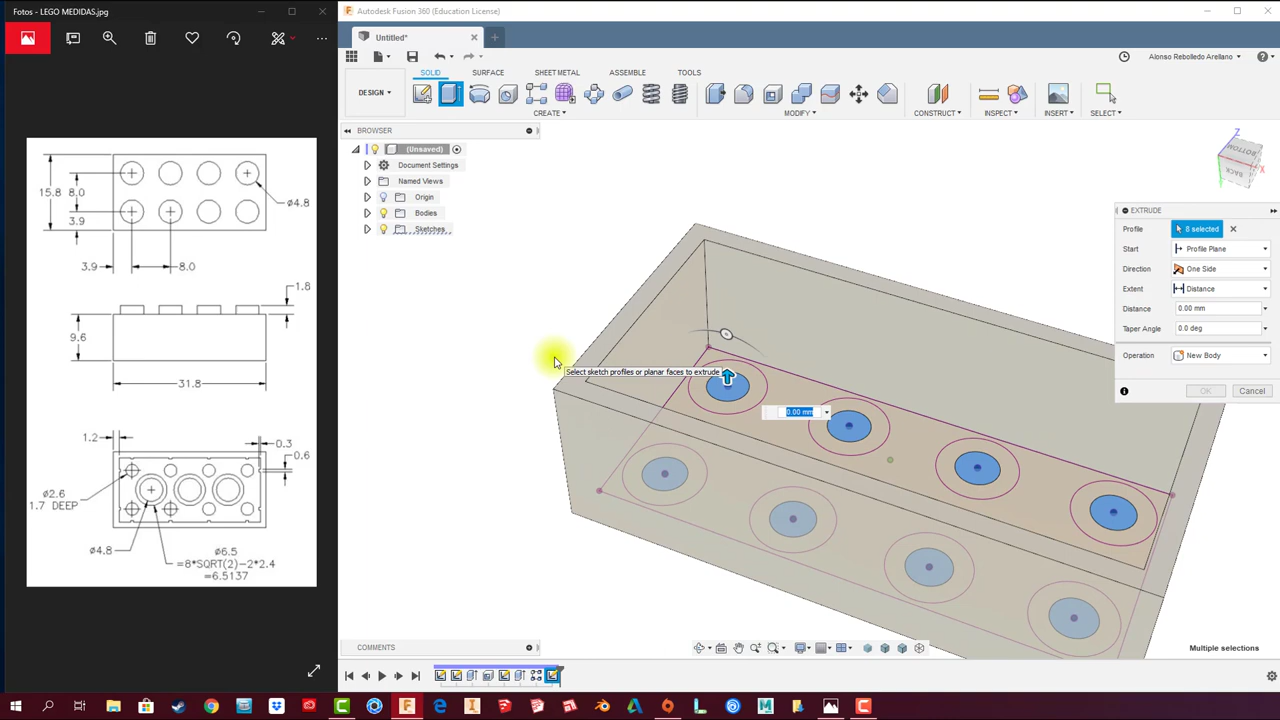 Fotos - LEGO MEDIDAS.jpg
Autodesk Fusion 360 (Education License)
Untitled*
Alonso Rebolledo Arellano
SOLID
SURFACE
SHEET METAL
ASSEMBLE
TOOLS
DESIGN
CREATE
MODIFY
CONSTRUCT
INSPECT
INSERT
SELECT
BROWSER
(Unsaved)
Document Settings
Named Views
Origin
Bodies
Sketches
BOTTOM
BACK
Z
X
EXTRUDE
Profile 8 selected
Start Profile Plane
Direction One Side
Extent Distance
Distance 0.00 mm
Taper Angle 0.0 deg
Operation New Body
OK
Cancel
Select sketch profiles or planar faces to extrude
0.00 mm
15.8
8.0
3.9
ø4.8
3.9
8.0
1.8
9.6
31.8
1.2
0.3
0.6
ø2.6
1.7 DEEP
ø4.8
ø6.5
=8*SQRT(2)-2*2.4
=6.5137
COMMENTS
Multiple selections